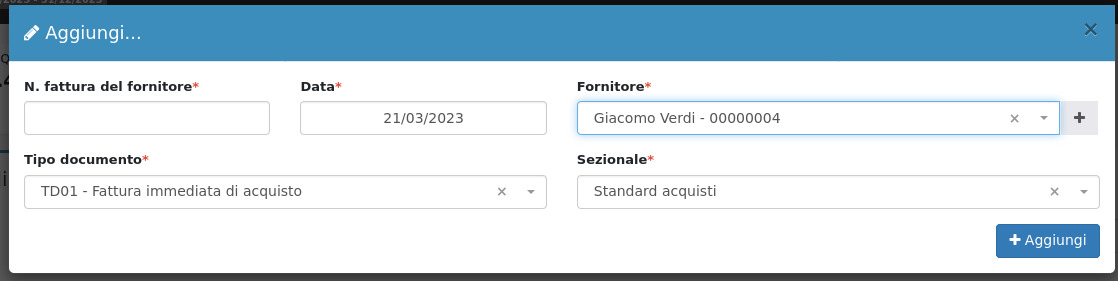 Aggiungi...
×
N. fattura del fornitore*
Data*
Fornitore*
21/03/2023
Giacomo Verdi - 00000004
×
+
Tipo documento*
Sezionale*
TD01 - Fattura immediata di acquisto
×
Standard acquisti
×
+ Aggiungi